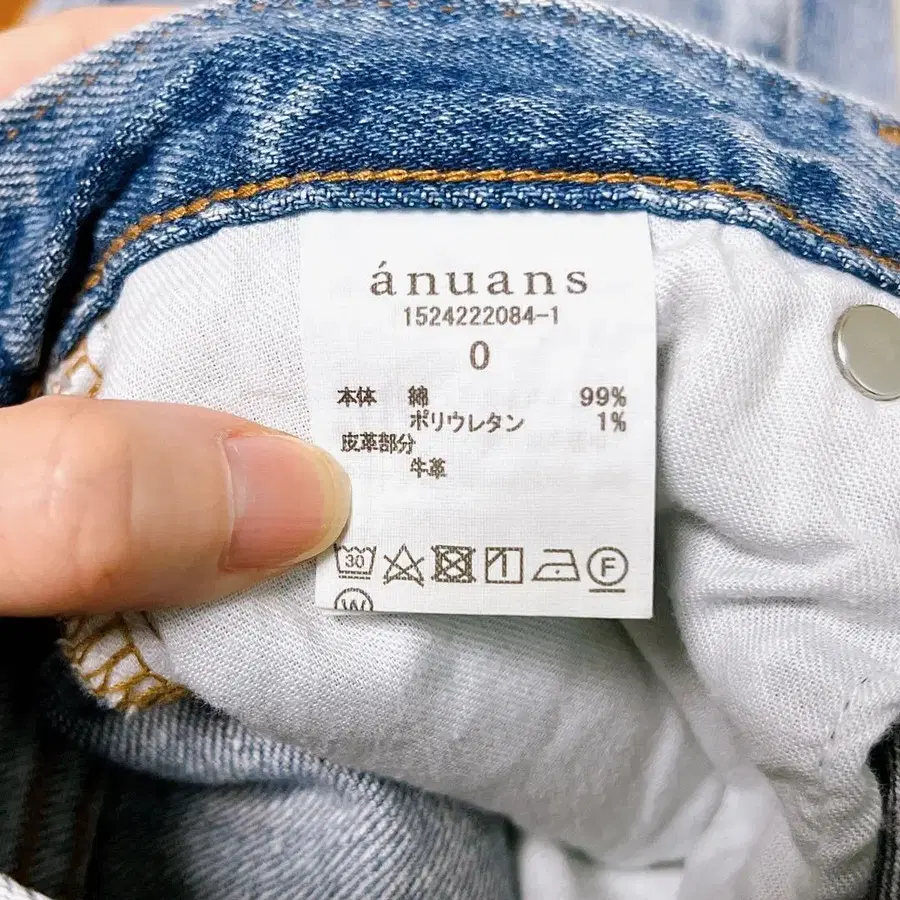 ánuans
1524222084-1
0
本体 綿 99%
ポリウレタン 1%
皮革部分
牛革
30 F
W